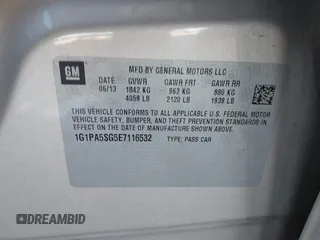 GM
MFD BY GENERAL MOTORS LLC
DATE GVWR GAWR FRT GAWR RR
06/13 1842 KG 962 KG 880 KG
4059 LB 2120 LB 1939 LB
THIS VEHICLE CONFORMS TO ALL APPLICABLE U.S. FEDERAL MOTOR
VEHICLE SAFETY, BUMPER, AND THEFT PREVENTION STANDARDS IN
EFFECT ON THE DATE OF MANUFACTURE SHOWN ABOVE.
1G1PA5SG5E7116532 TYPE: PASS CAR
DREAMBID